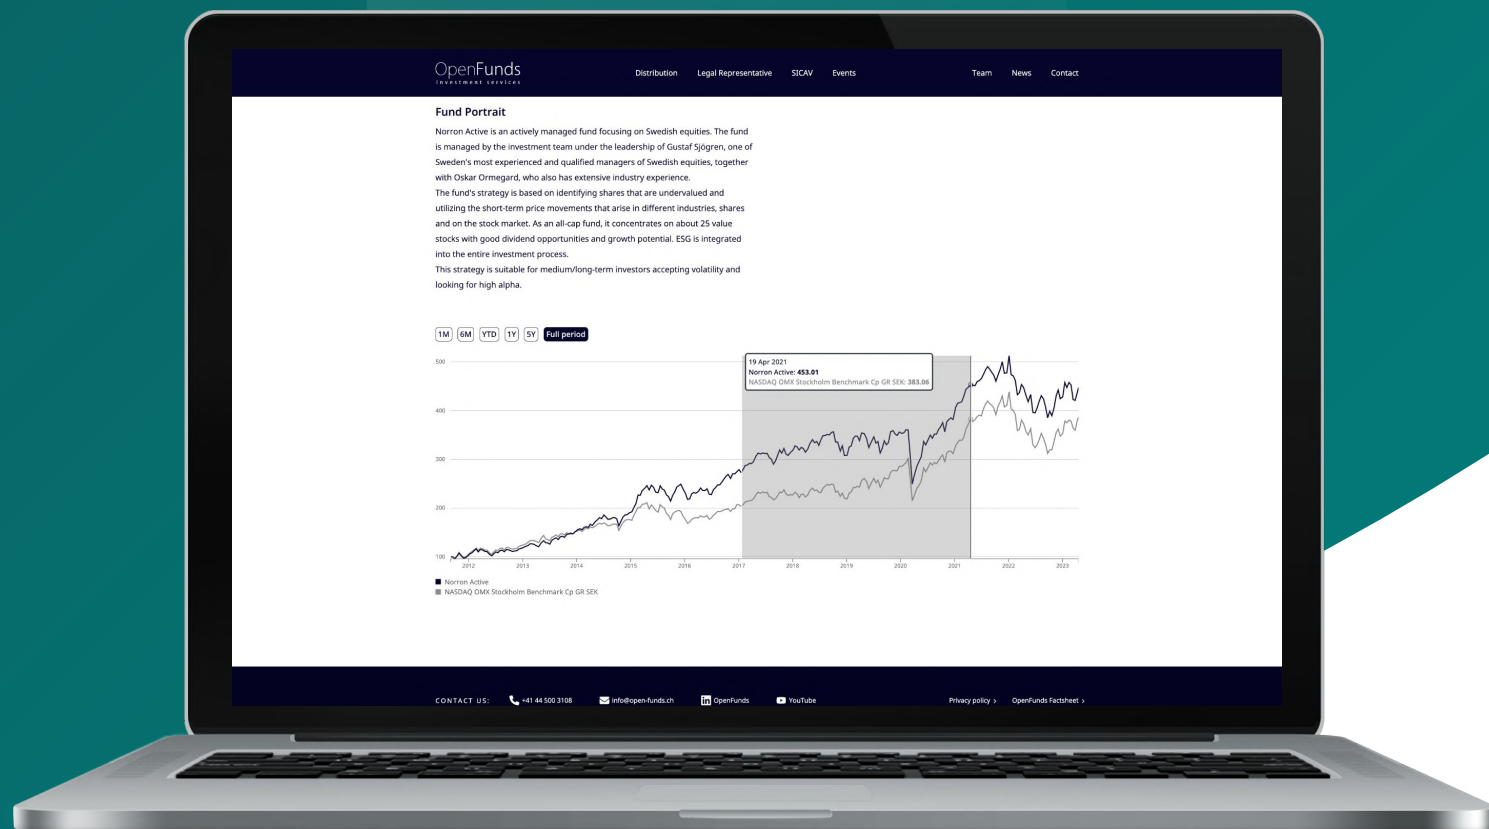 OpenFunds
investment services
Distribution Legal Representative SICAV Events Team News Contact
Fund Portrait
Norron Active is an actively managed fund focusing on Swedish equities. The fund
is managed by the investment team under the leadership of Gustaf Sjögren, one of
Sweden's most experienced and qualified managers of Swedish equities, together
with Oskar Ormegard, who also has extensive industry experience.
The fund's strategy is based on identifying shares that are undervalued and
utilizing the short-term price movements that arise in different industries, shares
and on the stock market. As an all-cap fund, it concentrates on about 25 value
stocks with good dividend opportunities and growth potential. ESG is integrated
into the entire investment process.
This strategy is suitable for medium/long-term investors accepting volatility and
looking for high alpha.
1M 6M YTD 1Y 5Y Full period
19 Apr 2021
Norron Active: 453.01
NASDAQ OMX Stockholm Benchmark Cp GR SEK: 383.06
500
400
300
200
100
2012 2013 2014 2015 2016 2017 2018 2019 2020 2021 2022 2023
Norron Active
NASDAQ OMX Stockholm Benchmark Cp GR SEK
CONTACT US: +41 44 500 3108 info@open-funds.ch OpenFunds YouTube Privacy policy > OpenFunds Factsheet >